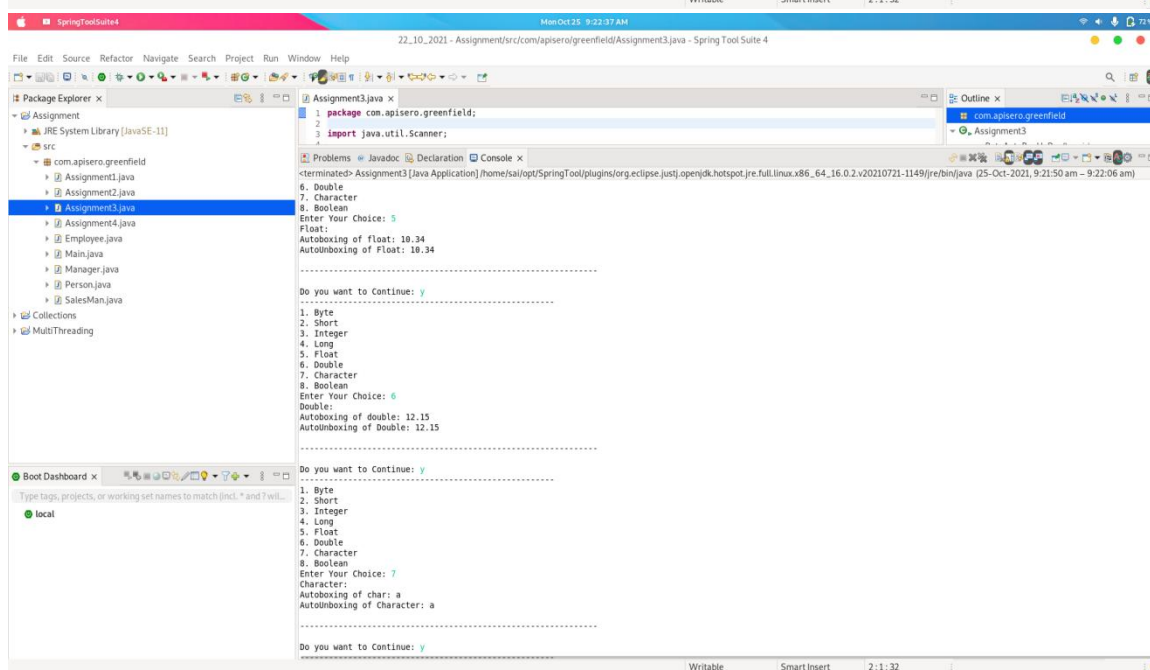 Writable Smart Insert 2:1:32
SpringToolSuite4 Mon Oct 25 9:22:37 AM 72%
22_10_2021 - Assignment/src/com/apisero/greenfield/Assignment3.java - Spring Tool Suite 4
File Edit Source Refactor Navigate Search Project Run Window Help
Package Explorer
Assignment
JRE System Library [JavaSE-11]
src
com.apisero.greenfield
Assignment1.java
Assignment2.java
Assignment3.java
Assignment4.java
Employee.java
Main.java
Manager.java
Person.java
SalesMan.java
Collections
MultiThreading
Boot Dashboard
Type tags, projects, or working set names to match (incl. * and ? wil...
local
Assignment3.java
1 package com.apisero.greenfield;
2
3 import java.util.Scanner;
Problems Javadoc Declaration Console
<terminated> Assignment3 [Java Application] /home/sai/opt/SpringTool/plugins/org.eclipse.justj.openjdk.hotspot.jre.full.linux.x86_64_16.0.2.v20210721-1149/jre/bin/java (25-Oct-2021, 9:21:50 am – 9:22:06 am)
6. Double
7. Character
8. Boolean
Enter Your Choice: 5
Float:
Autoboxing of float: 10.34
AutoUnboxing of Float: 10.34
--------------------------------------------------------------
Do you want to Continue: y
-----------------------------------------------------
1. Byte
2. Short
3. Integer
4. Long
5. Float
6. Double
7. Character
8. Boolean
Enter Your Choice: 6
Double:
Autoboxing of double: 12.15
AutoUnboxing of Double: 12.15
--------------------------------------------------------------
Do you want to Continue: y
-----------------------------------------------------
1. Byte
2. Short
3. Integer
4. Long
5. Float
6. Double
7. Character
8. Boolean
Enter Your Choice: 7
Character:
Autoboxing of char: a
AutoUnboxing of Character: a
--------------------------------------------------------------
Do you want to Continue: y
-----------------------------------------------------
Outline
com.apisero.greenfield
Assignment3
Writable Smart Insert 2:1:32